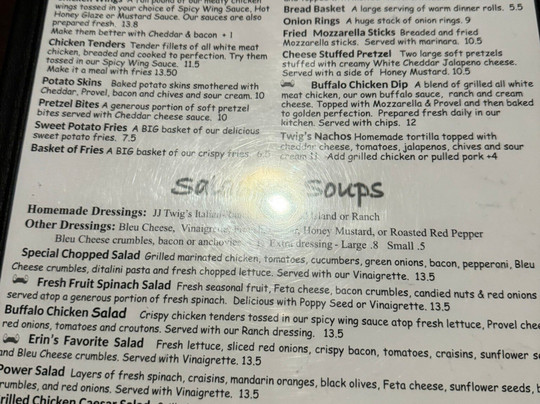 wings tossed in your choice of Spicy Wing Sauce, Hot
Honey Glaze or Mustard Sauce. Our sauces are also
prepared fresh. 13.8
Make them better with Cheddar & bacon + 1
Chicken Tenders Tender fillets of all white meat
chicken, breaded and cooked to perfection. Try them
tossed in our Spicy Wing Sauce. 11.5
Make it a meal with fries 13.50
Potato Skins Baked potato skins smothered with
Cheddar, Provel, bacon and chives and sour cream. 10
Pretzel Bites A generous portion of soft pretzel
bites served with Cheddar cheese sauce. 10
Sweet Potato Fries A BIG basket of our delicious
sweet potato fries. 7.5
Basket of Fries A BIG basket of our crispy fries. 6.5
Bread Basket A large serving of warm dinner rolls. 5.5
Onion Rings A huge stack of onion rings. 9
Fried Mozzarella Sticks Breaded and fried
Mozzarella sticks. Served with marinara. 10.5
Cheese Stuffed Pretzel Two large soft pretzels
stuffed with creamy White Cheddar Jalapeno cheese.
Served with a side of Honey Mustard. 10.5
Buffalo Chicken Dip A blend of grilled all white
meat chicken, our own buffalo sauce, ranch and cream
cheese. Topped with Mozzarella & Provel and then baked
to golden perfection. Prepared fresh daily in our
kitchen. Served with chips. 12
Twig's Nachos Homemade tortilla topped with
cheddar cheese, tomatoes, jalapenos, chives and sour
cream 11 Add grilled chicken or pulled pork +4
Soups
Homemade Dressings: JJ Twig's Italian Island or Ranch
Other Dressings: Bleu Cheese, Vinaigrette, Honey Mustard, or Roasted Red Pepper
Bleu Cheese crumbles, bacon or anchovies Extra dressing - Large .8 Small .5
Special Chopped Salad Grilled marinated chicken, tomatoes, cucumbers, green onions, bacon, pepperoni, Bleu
Cheese crumbles, ditalini pasta and fresh chopped lettuce. Served with our Vinaigrette. 13.5
Fresh Fruit Spinach Salad Fresh seasonal fruit, Feta cheese, bacon crumbles, candied nuts & red onions
served atop a generous portion of fresh spinach. Delicious with Poppy Seed or Vinaigrette. 13.5
Buffalo Chicken Salad Crispy chicken tenders tossed in our spicy wing sauce atop fresh lettuce, Provel chee
red onions, tomatoes and croutons. Served with our Ranch dressing. 13.5
Erin's Favorite Salad Fresh lettuce, sliced red onions, crispy bacon, tomatoes, craisins, sunflower s
and Bleu Cheese crumbles. Served with Vinaigrette. 13.5
Power Salad Layers of fresh spinach, craisins, mandarin oranges, black olives, Feta cheese, sunflower seeds, b
rumbles, and red onions. Served with Vinaigrette. 13.5